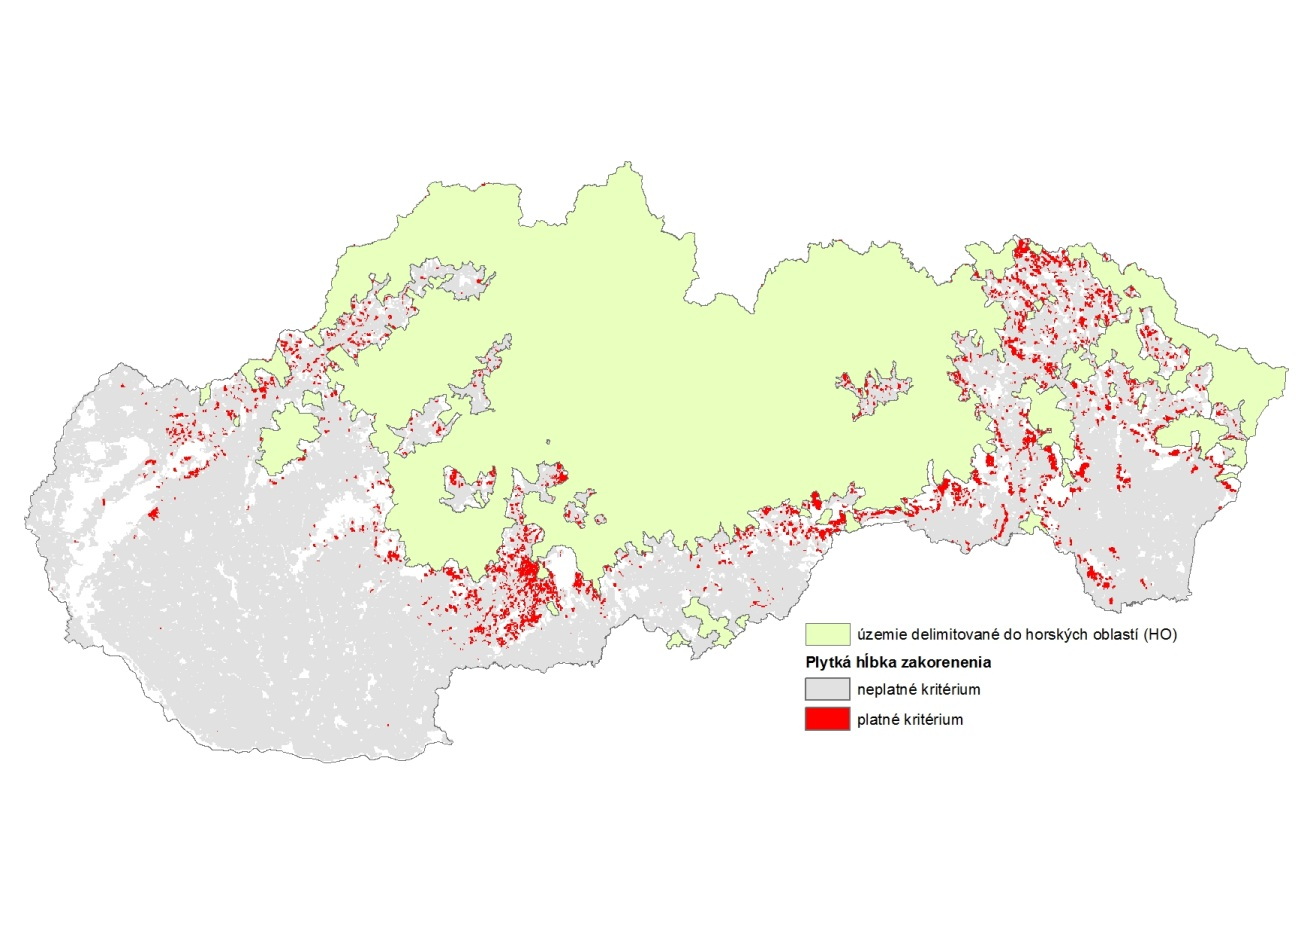 územie delimitované do horských oblastí (HO)
Plytká hĺbka zakorenenia
neplatné kritérium
platné kritérium